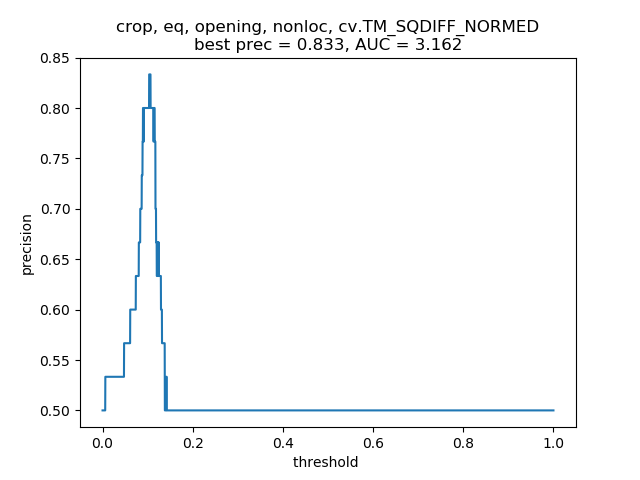 crop, eq, opening, nonloc, cv.TM_SQDIFF_NORMED
best prec = 0.833, AUC = 3.162
0.85
0.80
0.75
0.70
0.65
0.60
0.55
0.50
precision
0.0 0.2 0.4 0.6 0.8 1.0
threshold